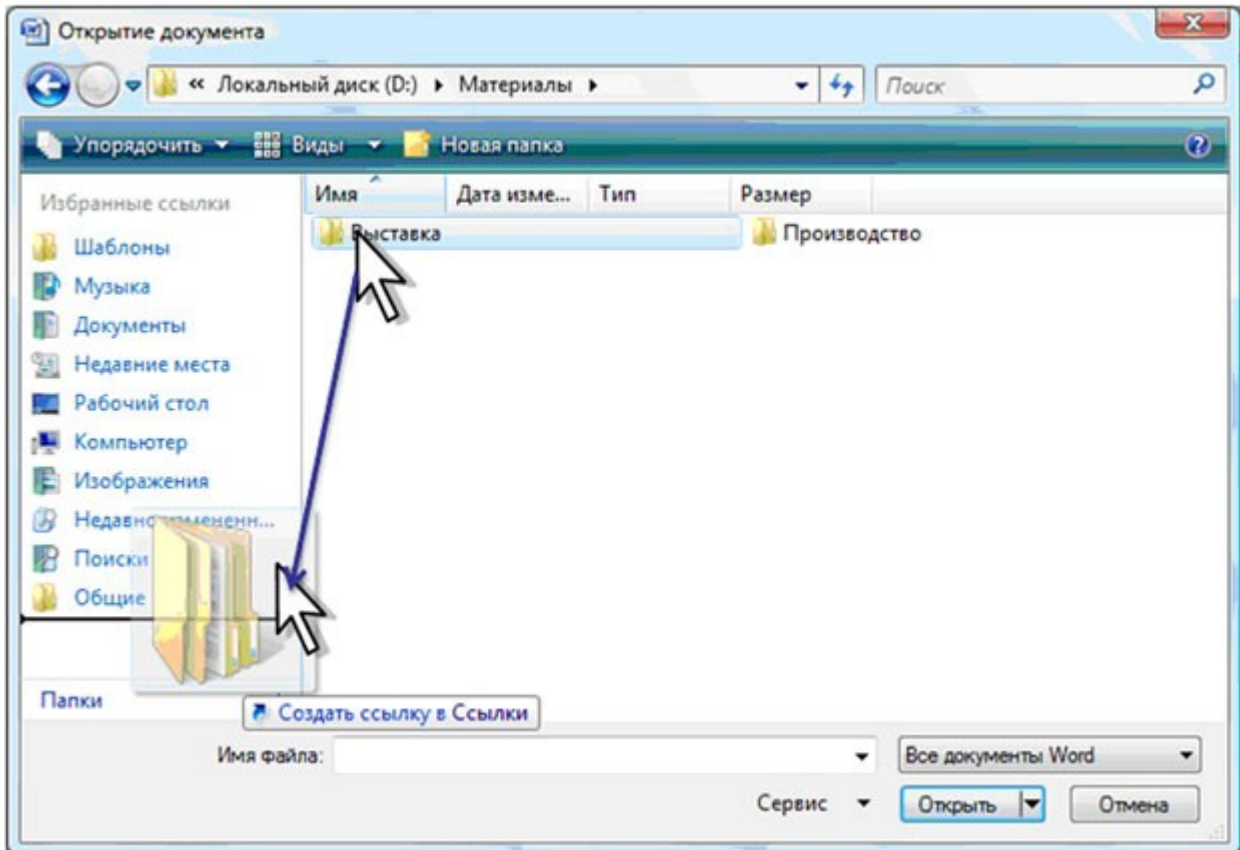 Открытие документа
« Локальный диск (D:) Материалы
Поиск
Упорядочить Виды Новая папка
Избранные ссылки
Имя Дата изме... Тип Размер
Выставка Производство
Шаблоны
Музыка
Документы
Недавние места
Рабочий стол
Компьютер
Изображения
Недавно измененн...
Поиски
Общие
Папки
Создать ссылку в Ссылки
Имя файла:
Все документы Word
Сервис Открыть Отмена